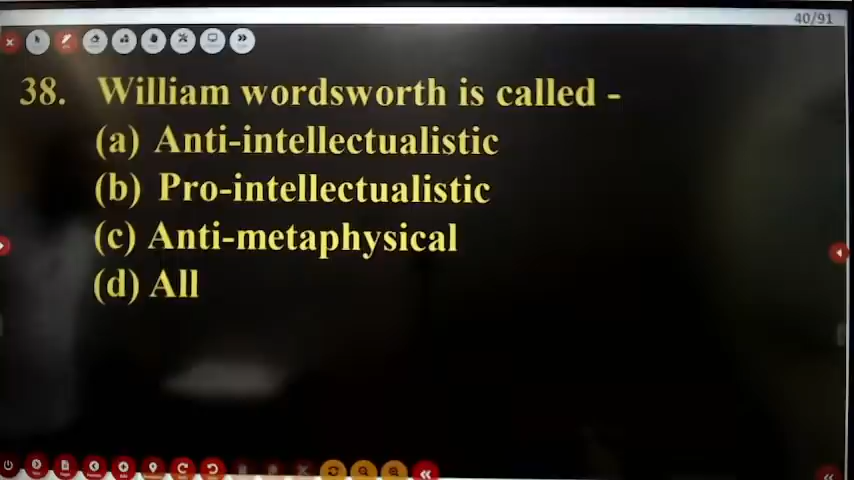 40/91
38. William wordsworth is called -
(a) Anti-intellectualistic
(b) Pro-intellectualistic
(c) Anti-metaphysical
(d) All